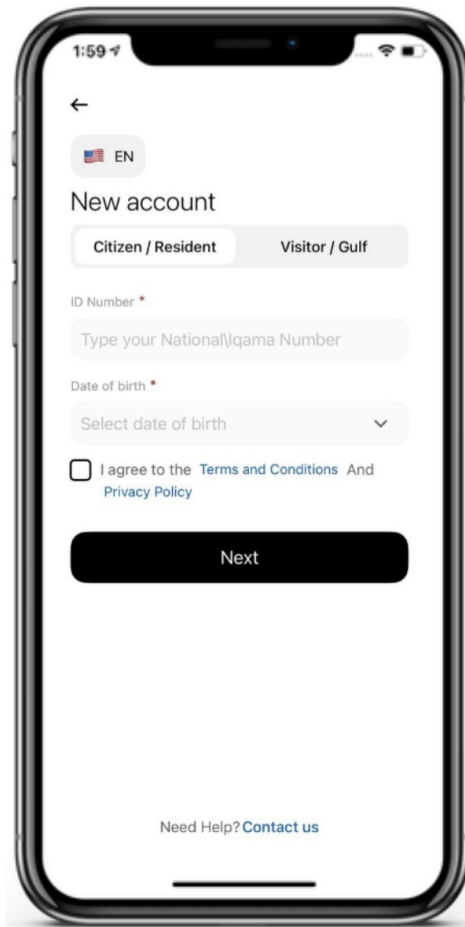 1:59
EN
New account
Citizen / Resident
Visitor / Gulf
ID Number *
Type your National\Iqama Number
Date of birth *
Select date of birth
I agree to the Terms and Conditions And
Privacy Policy
Next
Need Help? Contact us